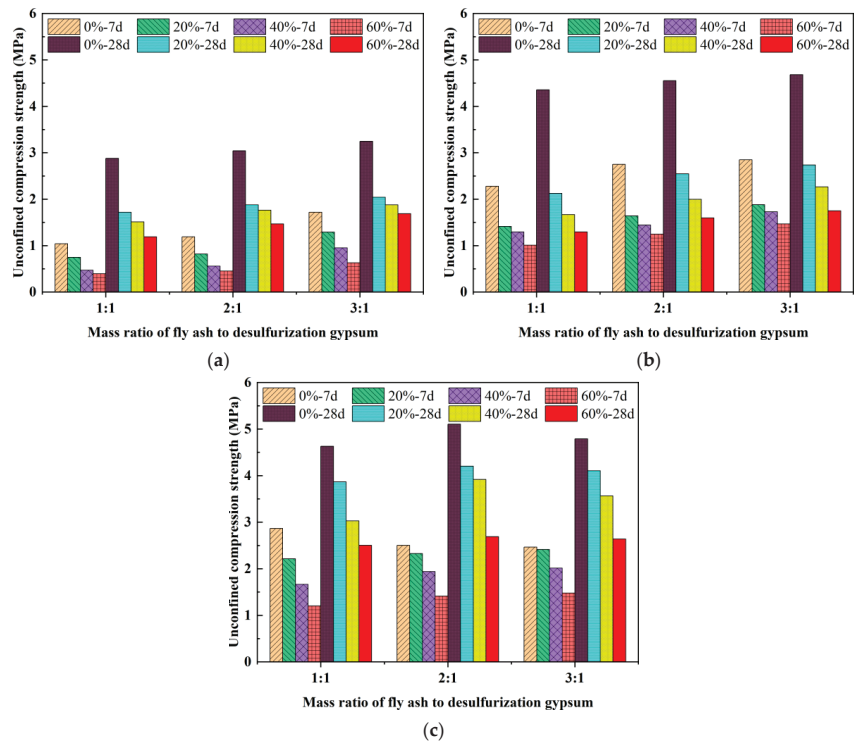 6
5
4
3
2
1
0
Unconfined compression strength (MPa)
0%-7d 20%-7d 40%-7d 60%-7d
0%-28d 20%-28d 40%-28d 60%-28d
1:1 2:1 3:1
Mass ratio of fly ash to desulfurization gypsum
(a)
6
5
4
3
2
1
0
Unconfined compression strength (MPa)
0%-7d 20%-7d 40%-7d 60%-7d
0%-28d 20%-28d 40%-28d 60%-28d
1:1 2:1 3:1
Mass ratio of fly ash to desulfurization gypsum
(b)
6
5
4
3
2
1
0
Unconfined compression strength (MPa)
0%-7d 20%-7d 40%-7d 60%-7d
0%-28d 20%-28d 40%-28d 60%-28d
1:1 2:1 3:1
Mass ratio of fly ash to desulfurization gypsum
(c)